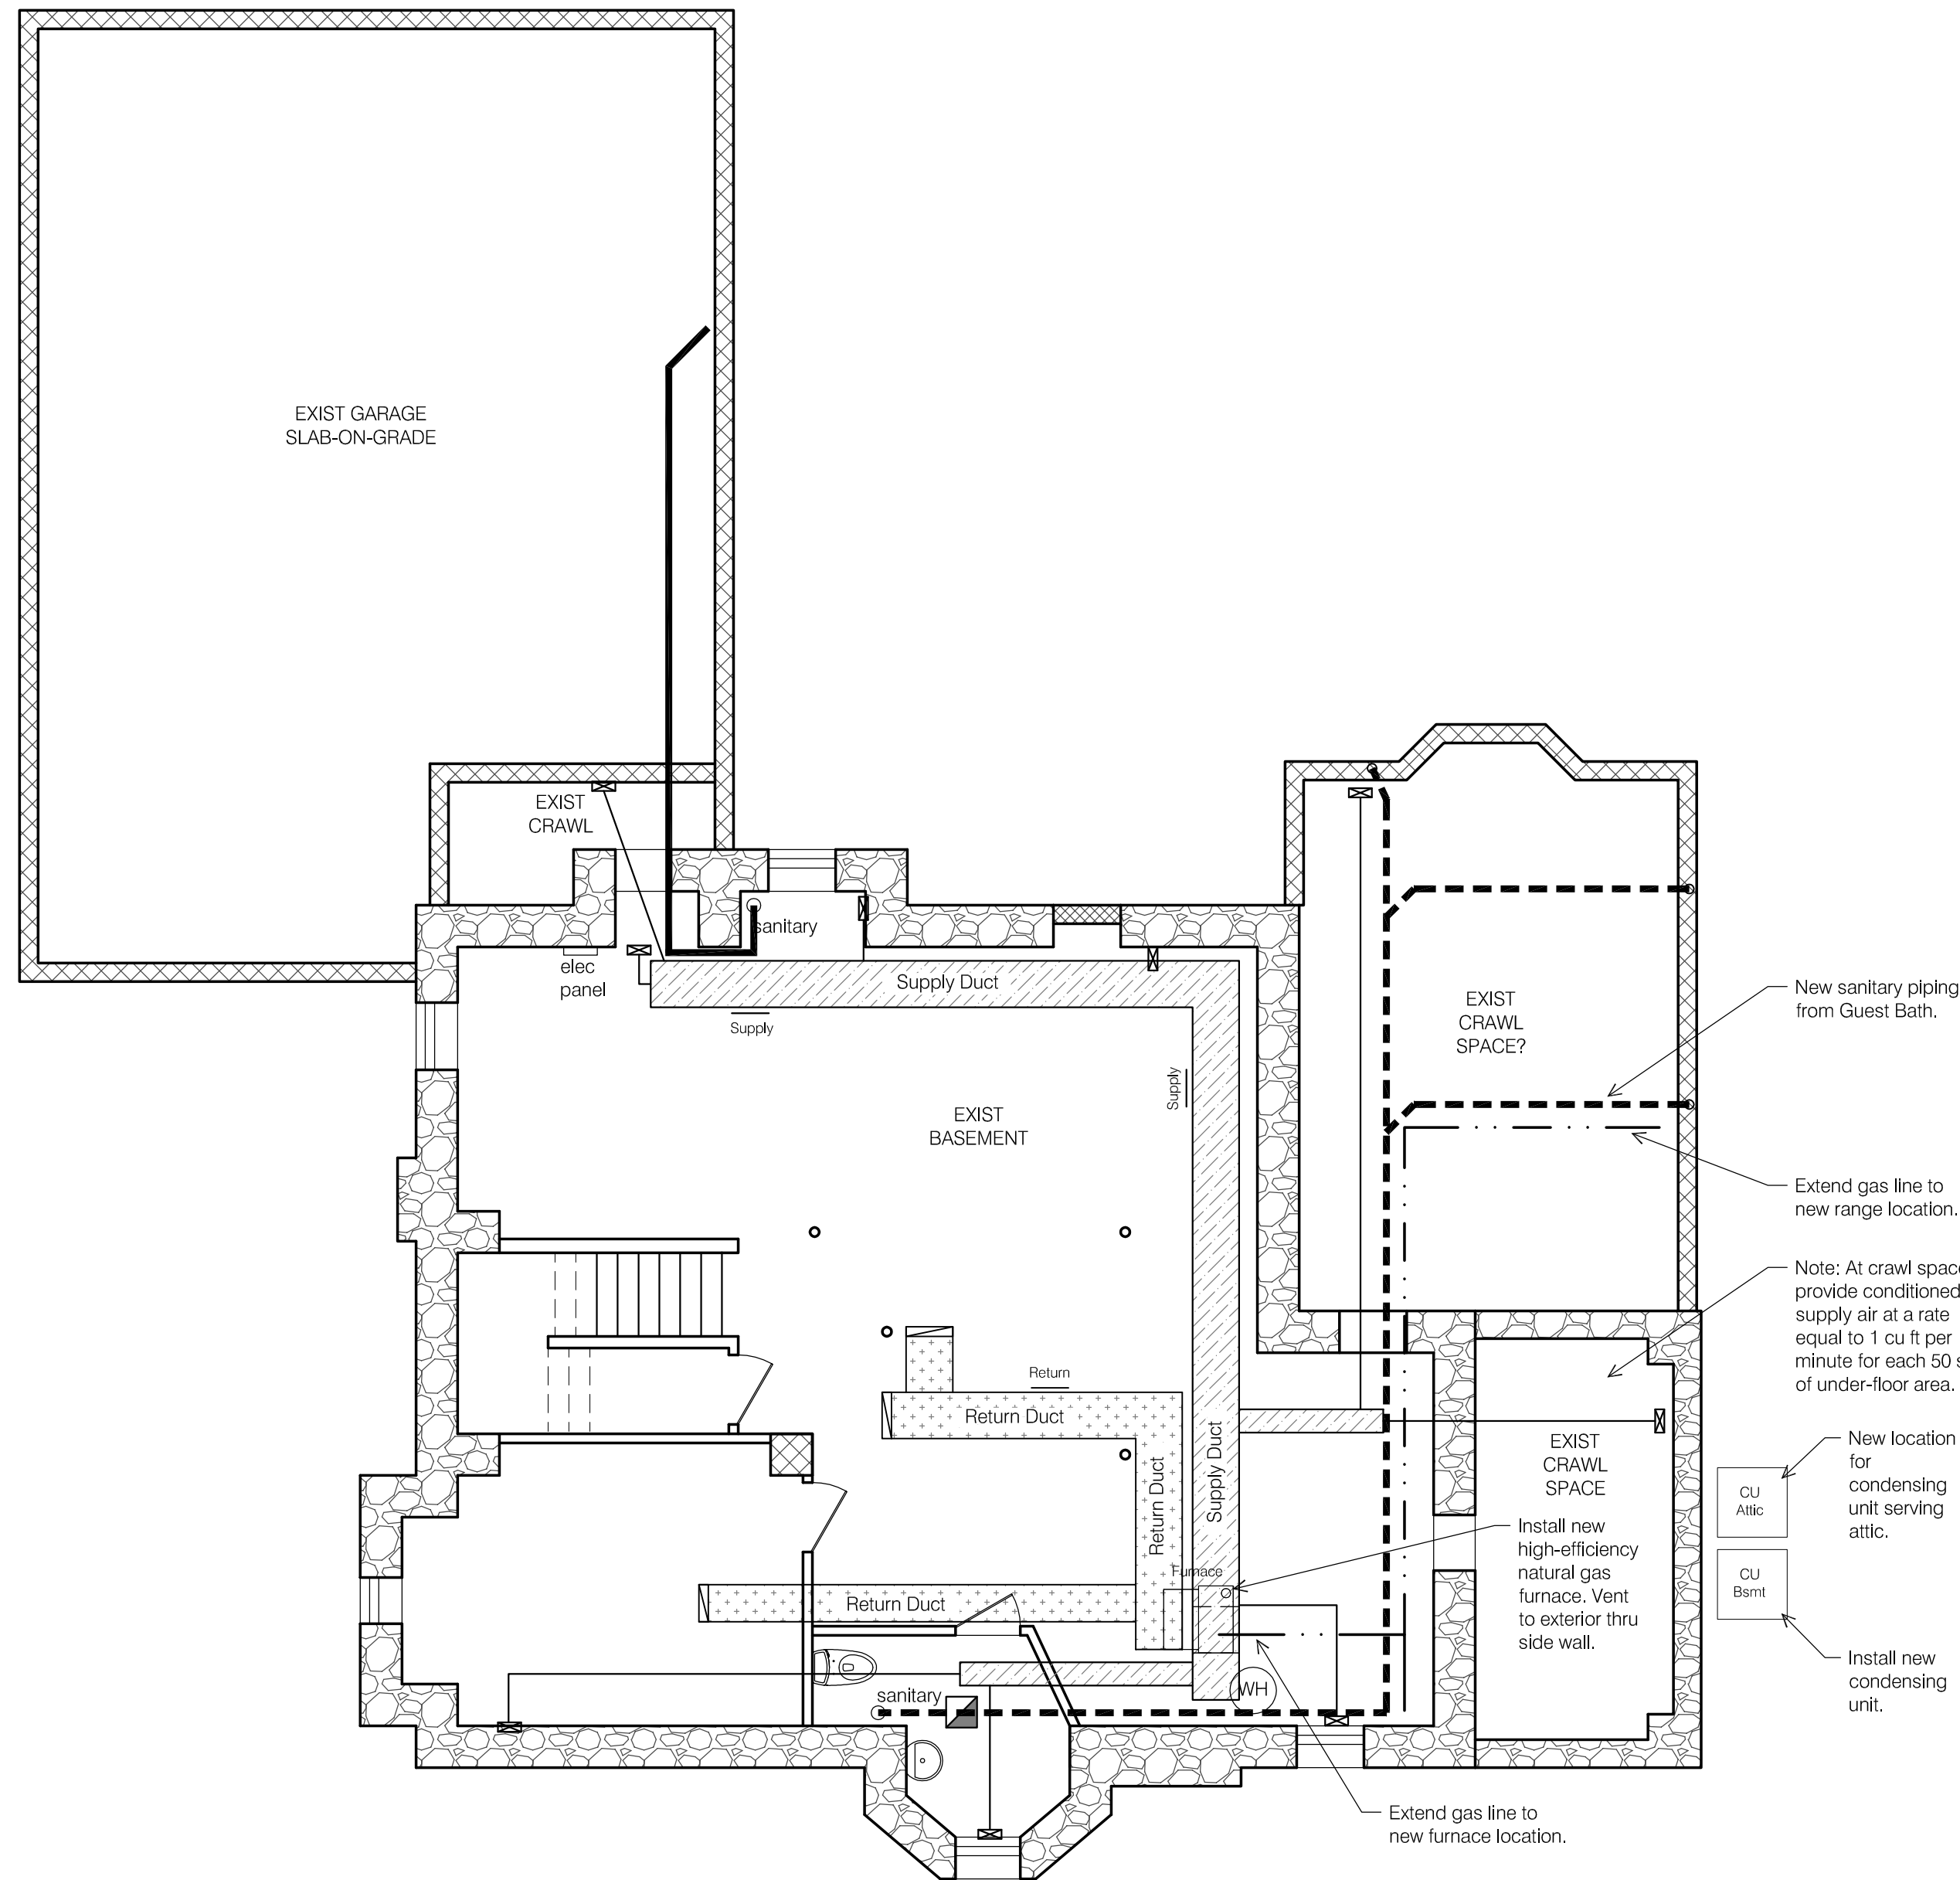 EXIST GARAGE
SLAB-ON-GRADE
EXIST
CRAWL
sanitary
elec
panel
Supply Duct
Supply
Supply
EXIST
BASEMENT
EXIST
CRAWL
SPACE?
New sanitary piping
from Guest Bath.
Extend gas line to
new range location.
Note: At crawl space
provide conditioned
supply air at a rate
equal to 1 cu ft per
minute for each 50 s
of under-floor area.
Return
Return Duct
Return Duct
Supply Duct
EXIST
CRAWL
SPACE
New location
for
condensing
unit serving
attic.
CU
Attic
Install new
high-efficiency
natural gas
furnace. Vent
to exterior thru
side wall.
Furnace
CU
Bsmt
Return Duct
Install new
condensing
unit.
sanitary
WH
Extend gas line to
new furnace location.